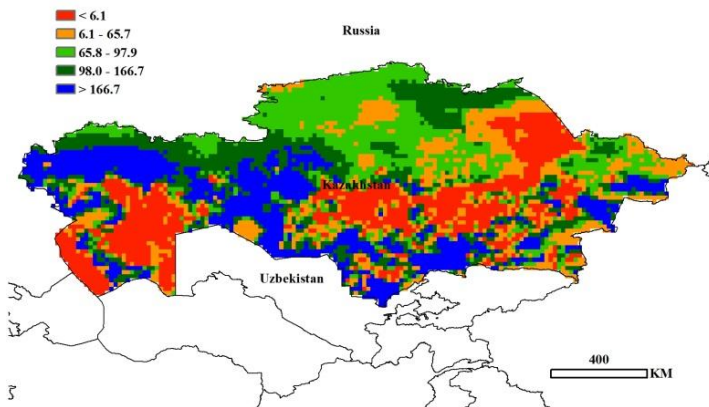 < 6.1
6.1 - 65.7
65.8 - 97.9
98.0 - 166.7
> 166.7
Russia
Kazakhstan
Uzbekistan
400
KM